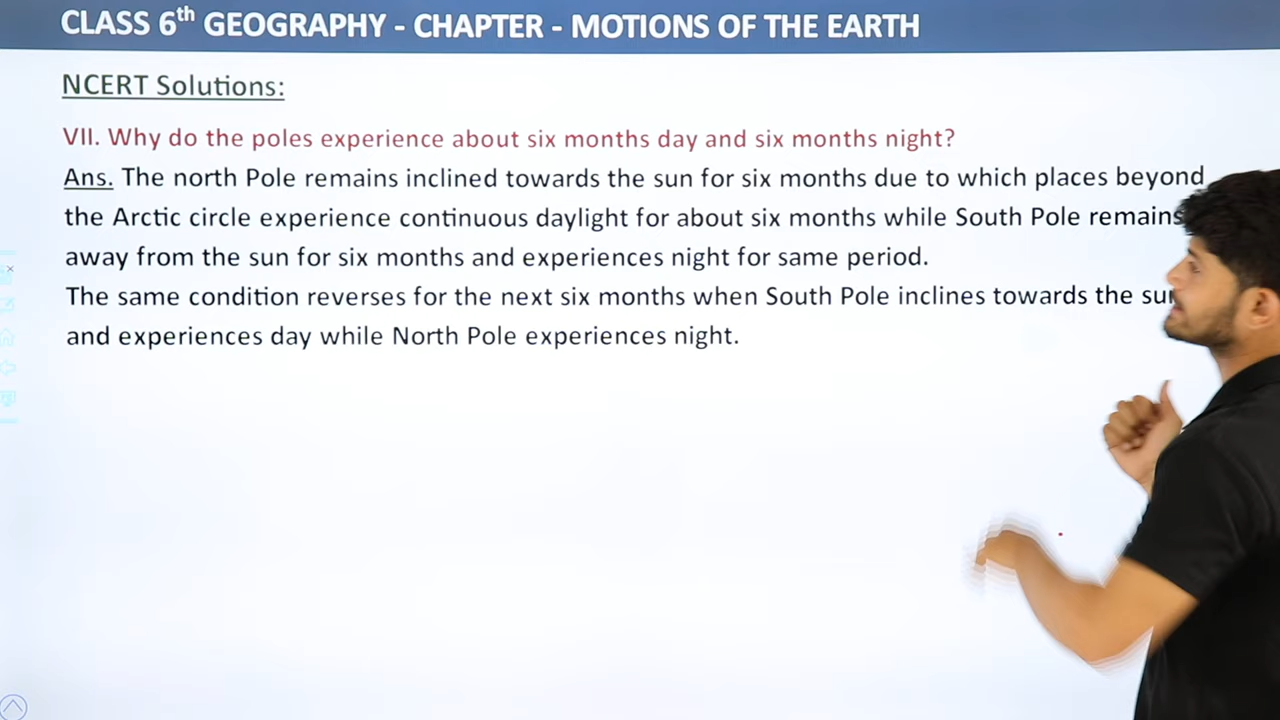 CLASS 6th GEOGRAPHY - CHAPTER - MOTIONS OF THE EARTH
NCERT Solutions:
VII. Why do the poles experience about six months day and six months night?
Ans. The north Pole remains inclined towards the sun for six months due to which places beyond
the Arctic circle experience continuous daylight for about six months while South Pole remains
away from the sun for six months and experiences night for same period.
The same condition reverses for the next six months when South Pole inclines towards the sun
and experiences day while North Pole experiences night.